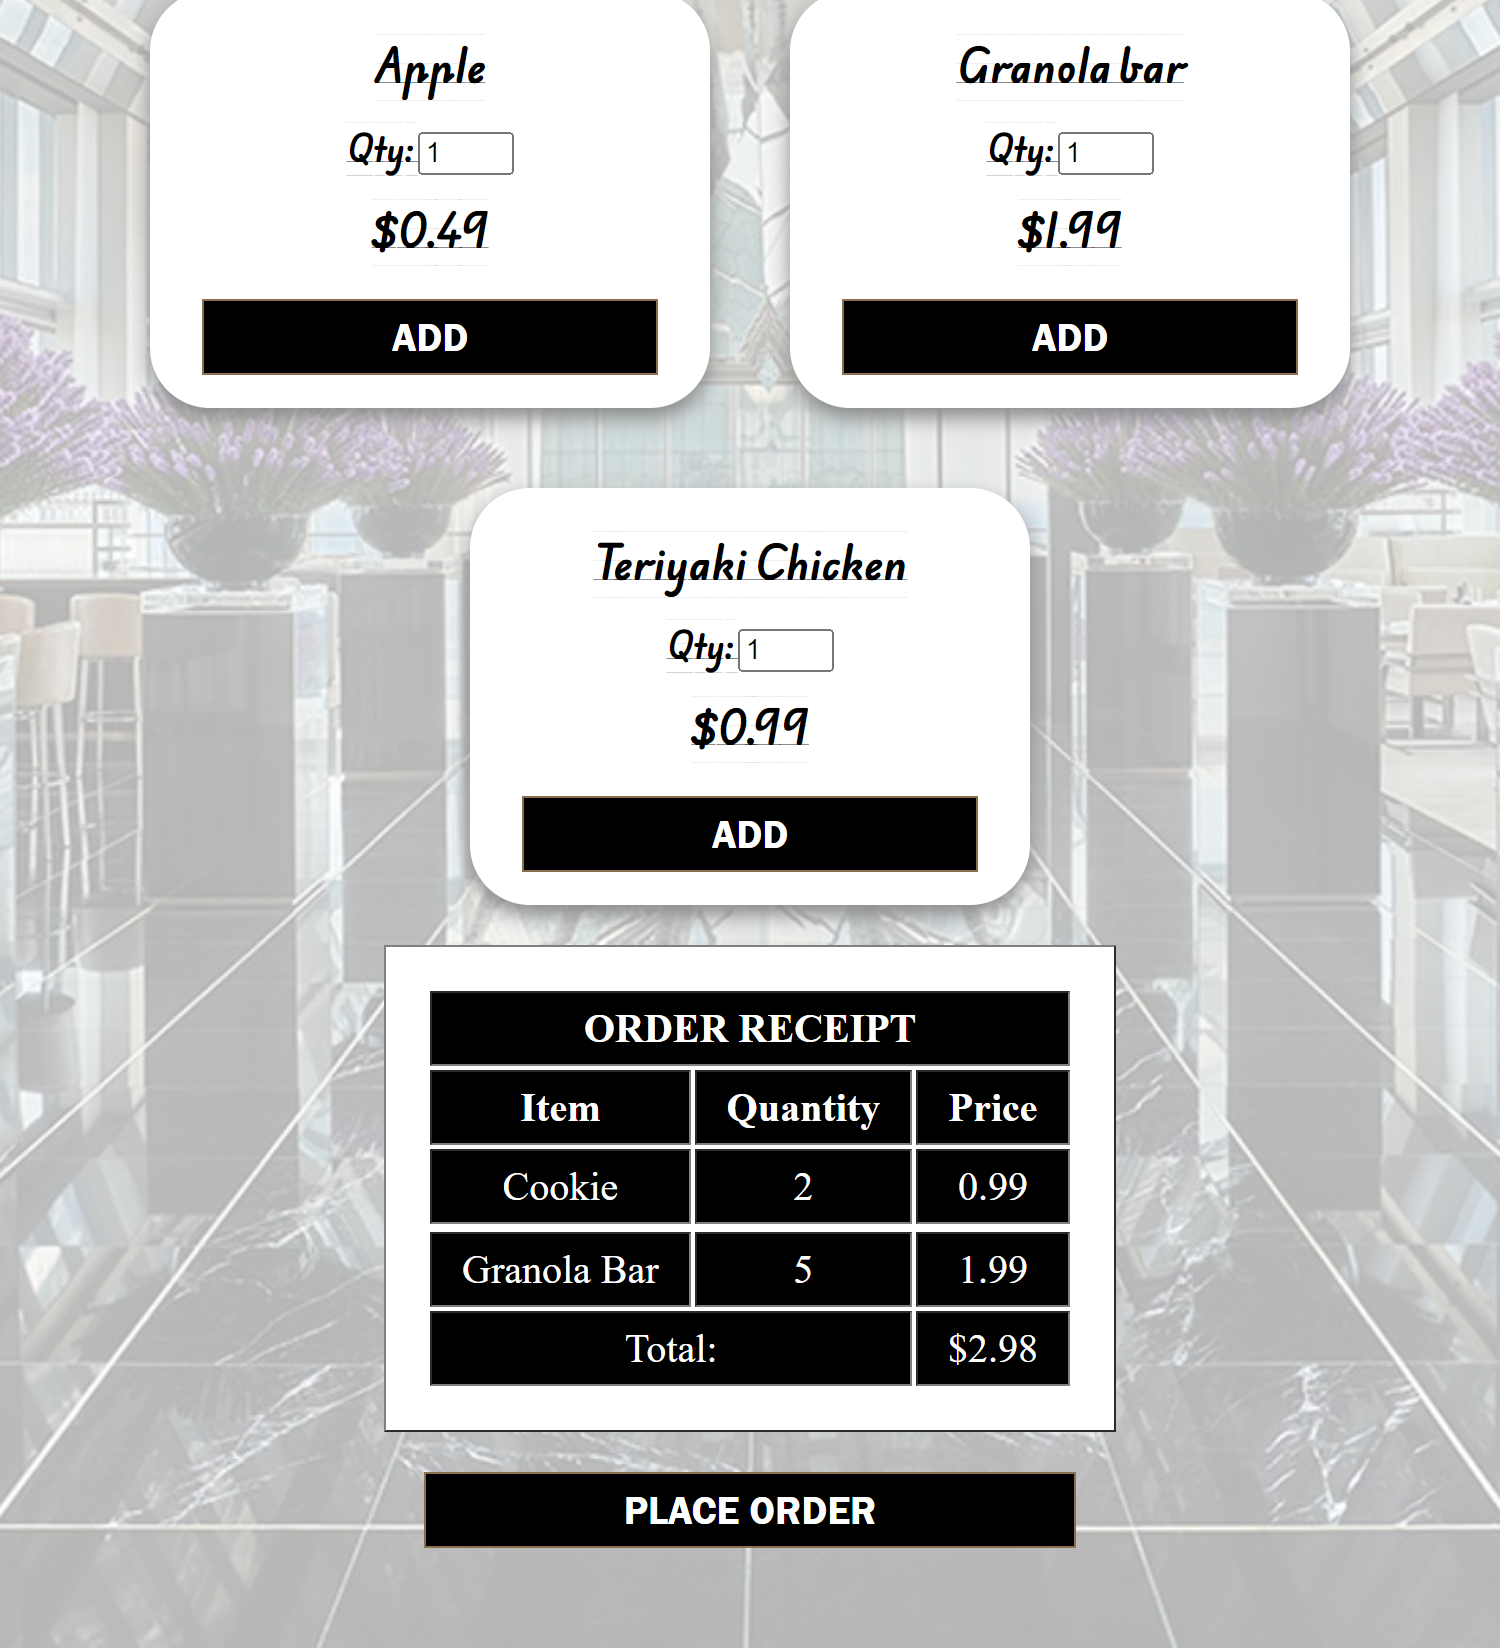 Apple
Granola bar
Qty: 1
Qty: 1
$0.49
$1.99
ADD
ADD
Teriyaki Chicken
Qty: 1
$0.99
ADD
ORDER RECEIPT
Item Quantity Price
Cookie 2 0.99
Granola Bar 5 1.99
Total: $2.98
PLACE ORDER